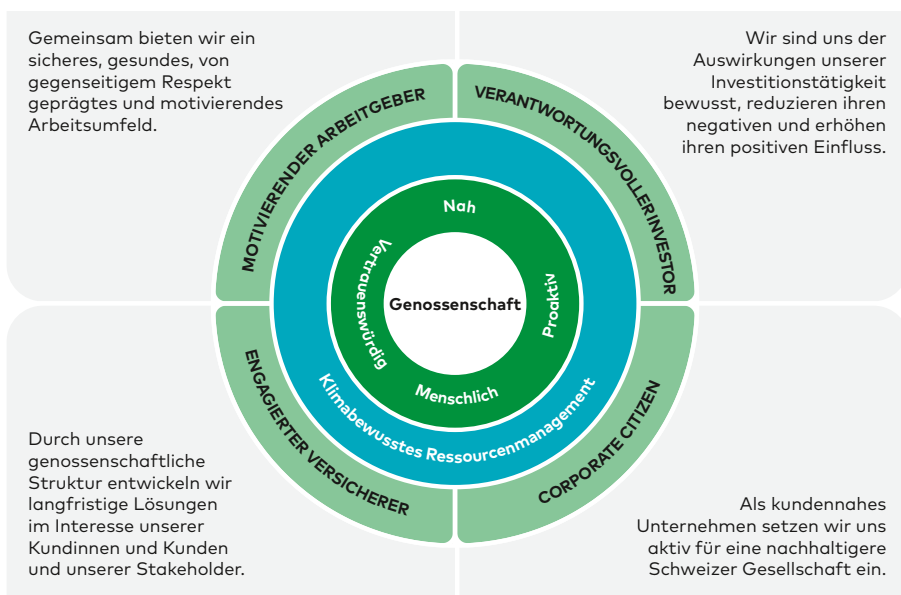 Gemeinsam bieten wir ein
sicheres, gesundes, von
gegenseitigem Respekt
geprägtes und motivierendes
Arbeitsumfeld.
Wir sind uns der
Auswirkungen unserer
Investitionstätigkeit
bewusst, reduzieren ihren
negativen und erhöhen
ihren positiven Einfluss.
MOTIVIERENDER ARBEITGEBER
VERANTWORTUNGSVOLLERINVESTOR
Nah
Vertrauenswürdig
Genossenschaft
Proaktiv
Menschlich
Klimabewusstes Ressourcenmanagement
ENGAGIERTER VERSICHERER
CORPORATE CITIZEN
Durch unsere
genossenschaftliche
Struktur entwickeln wir
langfristige Lösungen
im Interesse unserer
Kundinnen und Kunden
und unserer Stakeholder.
Als kundennahes
Unternehmen setzen wir uns
aktiv für eine nachhaltigere
Schweizer Gesellschaft ein.